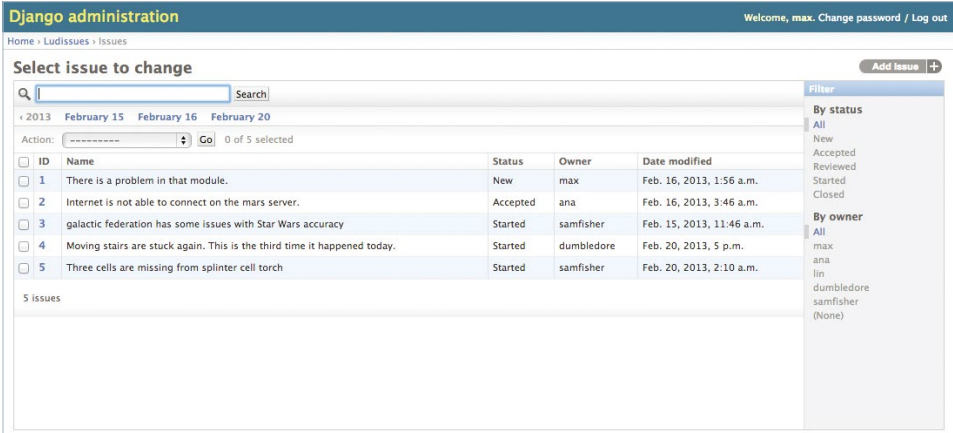 Django administration
Welcome, max. Change password / Log out
Home › Ludissues › Issues
Select issue to change
Add issue +
Search
‹ 2013 February 15 February 16 February 20
Action: --------- Go 0 of 5 selected
ID Name Status Owner Date modified
1 There is a problem in that module. New max Feb. 16, 2013, 1:56 a.m.
2 Internet is not able to connect on the mars server. Accepted ana Feb. 16, 2013, 3:46 a.m.
3 galactic federation has some issues with Star Wars accuracy Started samfisher Feb. 15, 2013, 11:46 a.m.
4 Moving stairs are stuck again. This is the third time it happened today. Started dumbledore Feb. 20, 2013, 5 p.m.
5 Three cells are missing from splinter cell torch Started samfisher Feb. 20, 2013, 2:10 a.m.
5 issues
Filter
By status
All
New
Accepted
Reviewed
Started
Closed
By owner
All
max
ana
lin
dumbledore
samfisher
(None)